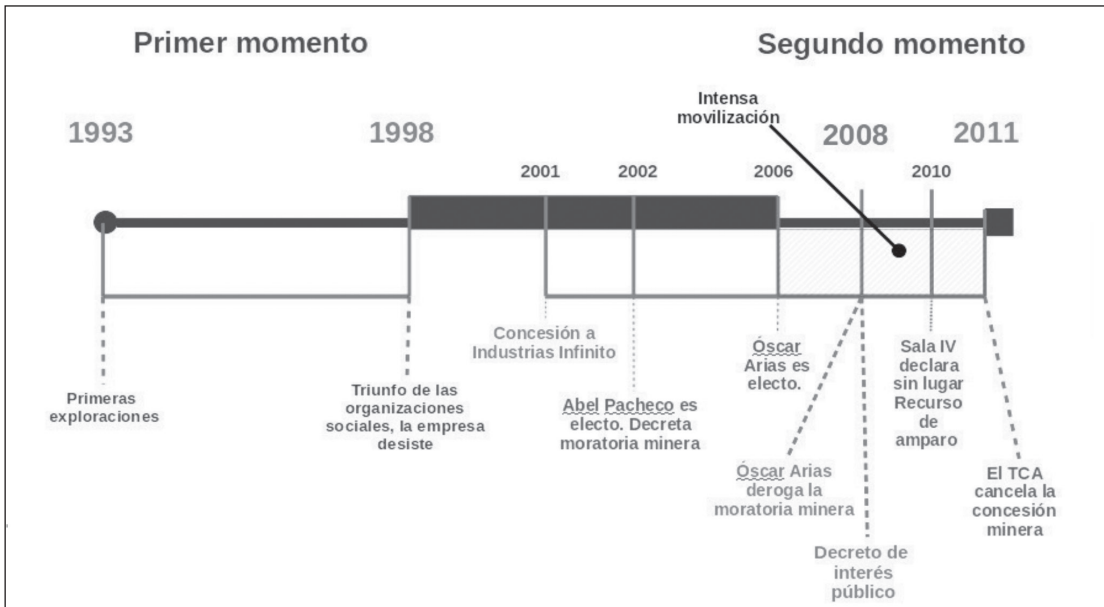 Primer momento
Segundo momento
Intensa
movilización
1993
1998
2008
2011
2001
2002
2006
2010
Primeras
exploraciones
Triunfo de las
organizaciones
sociales, la empresa
desiste
Concesión a
Industrias Infinito
Abel Pacheco es
electo. Decreta
moratoria minera
Óscar
Arias es
electo.
Óscar Arias
deroga la
moratoria minera
Decreto de
interés
público
Sala IV
declara
sin lugar
Recurso
de
amparo
El TCA
cancela la
concesión
minera